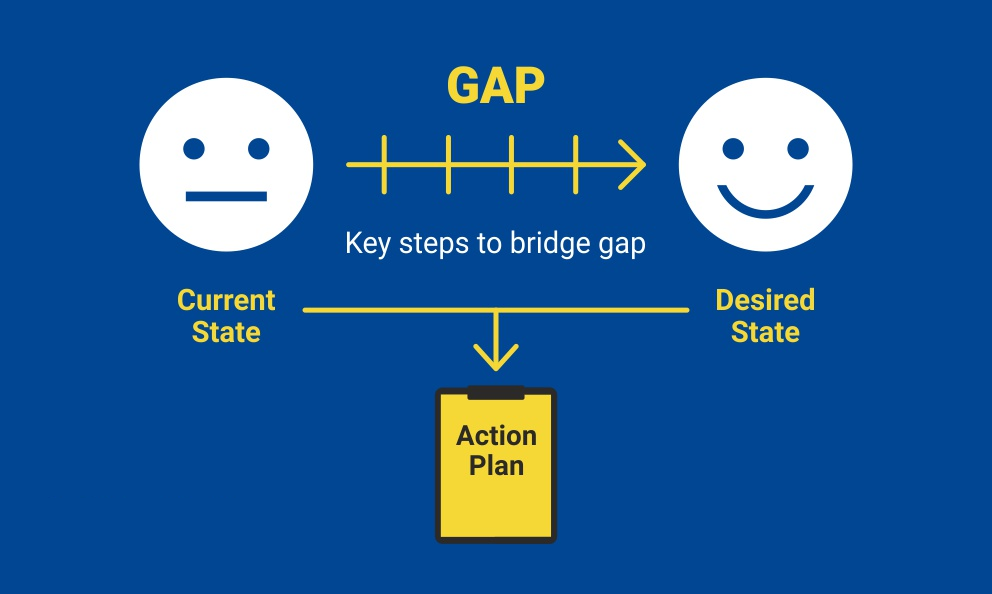 GAP
Key steps to bridge gap
Current
State
Desired
State
Action
Plan